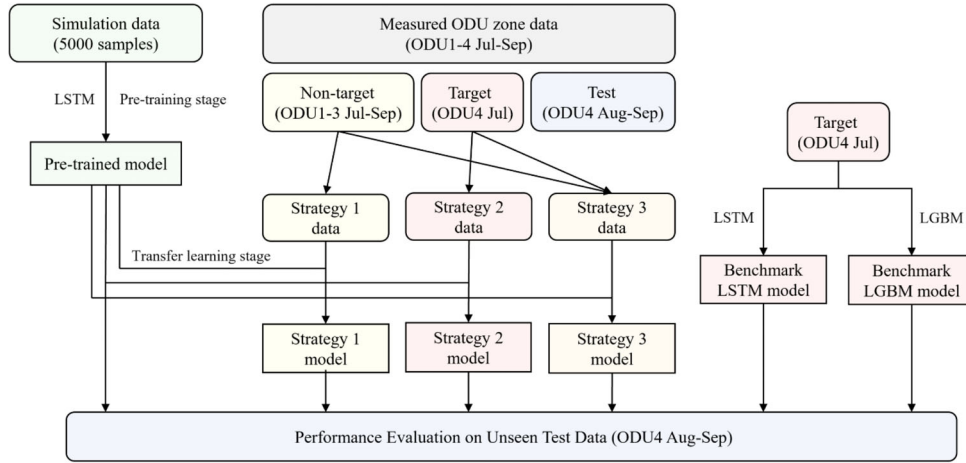 Simulation data
(5000 samples)
Measured ODU zone data
(ODU1-4 Jul-Sep)
LSTM
Pre-training stage
Non-target
(ODU1-3 Jul-Sep)
Target
(ODU4 Jul)
Test
(ODU4 Aug-Sep)
Target
(ODU4 Jul)
Pre-trained model
Strategy 1
data
Strategy 2
data
Strategy 3
data
LSTM
LGBM
Transfer learning stage
Benchmark
LSTM model
Benchmark
LGBM model
Strategy 1
model
Strategy 2
model
Strategy 3
model
Performance Evaluation on Unseen Test Data (ODU4 Aug-Sep)